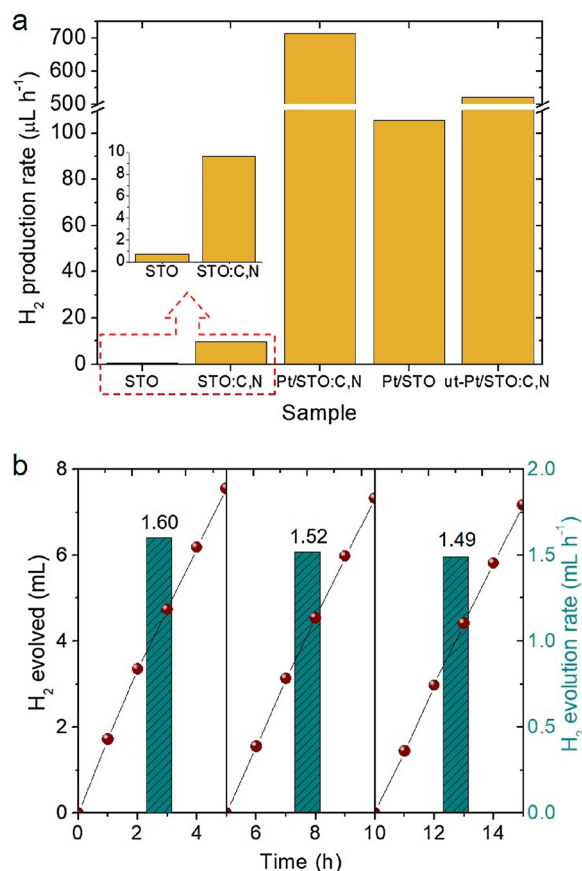 a
H₂ production rate (μL h⁻¹)
700
600
500
100
80
60
40
20
0
10
8
6
4
2
0
STO STO:C,N
STO STO:C,N Pt/STO:C,N Pt/STO ut-Pt/STO:C,N
Sample
b
H₂ evolved (mL)
8
6
4
2
0
1.60 1.52 1.49
2.0
1.5
1.0
0.5
0.0
H₂ evolution rate (mL h⁻¹)
0 2 4 6 8 10 12 14
Time (h)